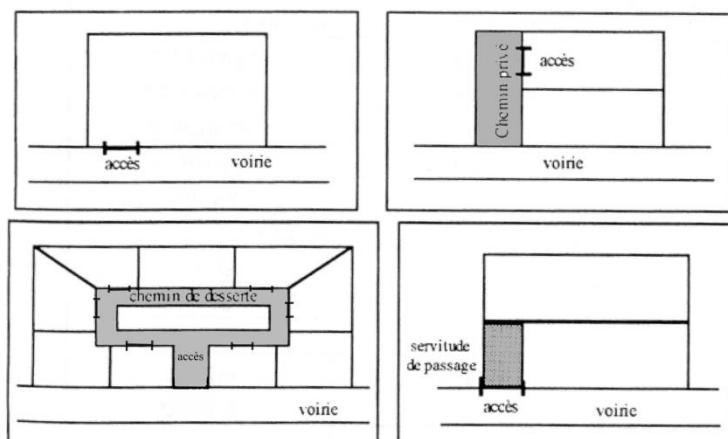 accès
voirie
Chemin privé
accès
voirie
chemin de desserte
accès
voirie
servitude
de passage
accès
voirie